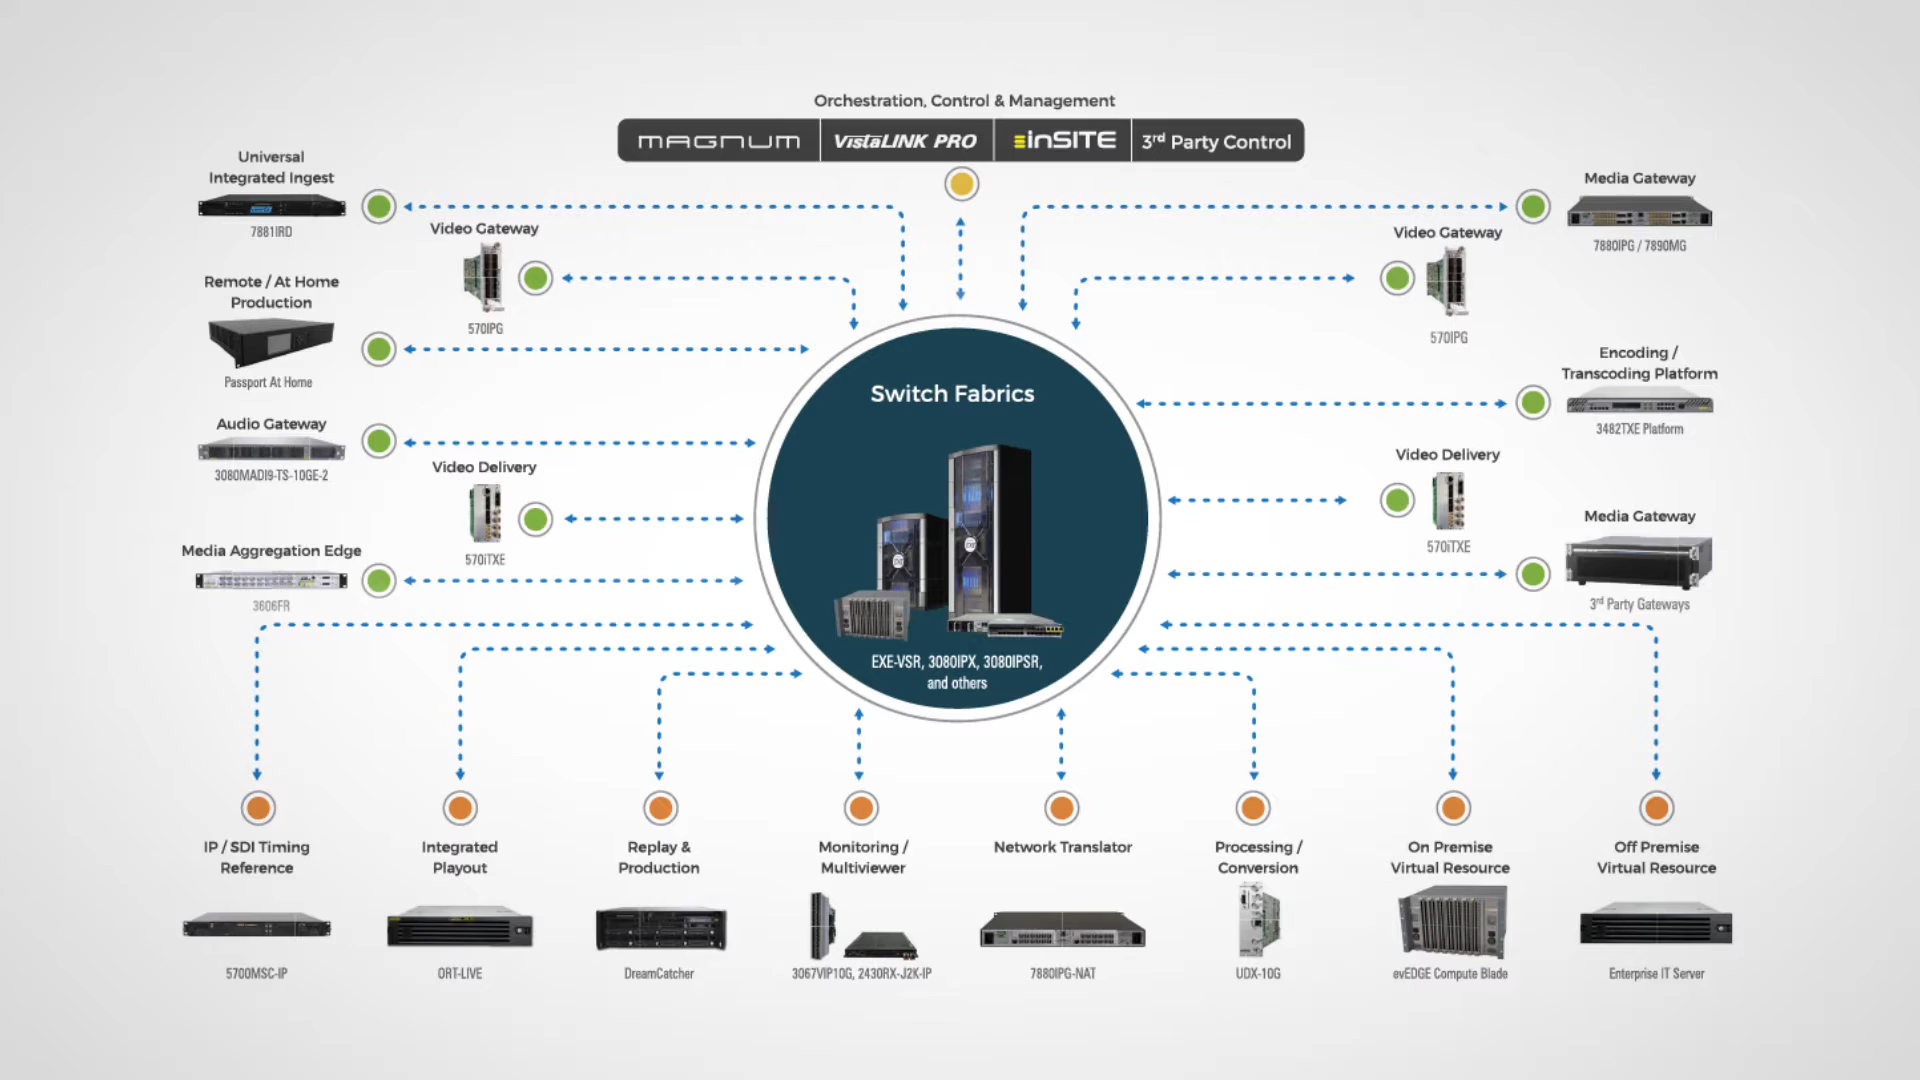 Orchestration, Control & Management
MAGNUM
VistaLINK PRO
inSITE
3rd Party Control
Universal
Integrated Ingest
7881IRD
Video Gateway
570IPG
Remote / At Home
Production
Passport At Home
Audio Gateway
3080MADI9-TS-10GE-2
Video Delivery
570iTXE
Media Aggregation Edge
3606FR
Switch Fabrics
EXE
EXE
EXE-VSR, 3080IPX, 3080IPSR,
and others
Media Gateway
7880IPG / 7890MG
Video Gateway
570IPG
Encoding /
Transcoding Platform
3482TXE Platform
Video Delivery
570iTXE
Media Gateway
3rd Party Gateways
IP / SDI Timing
Reference
5700MSC-IP
Integrated
Playout
ORT-LIVE
Replay &
Production
DreamCatcher
Monitoring /
Multiviewer
3067VIP10G, 2430RX-J2K-IP
Network Translator
7880IPG-NAT
Processing /
Conversion
UDX-10G
On Premise
Virtual Resource
evEDGE Compute Blade
Off Premise
Virtual Resource
Enterprise IT Server